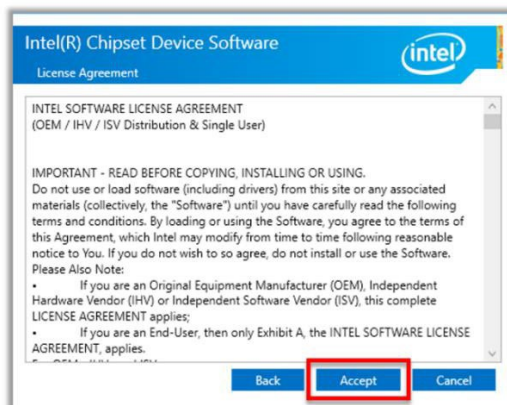 Intel(R) Chipset Device Software
intel
License Agreement
INTEL SOFTWARE LICENSE AGREEMENT
(OEM / IHV / ISV Distribution & Single User)
IMPORTANT - READ BEFORE COPYING, INSTALLING OR USING.
Do not use or load software (including drivers) from this site or any associated
materials (collectively, the "Software") until you have carefully read the following
terms and conditions. By loading or using the Software, you agree to the terms of
this Agreement, which Intel may modify from time to time following reasonable
notice to You. If you do not wish to so agree, do not install or use the Software.
Please Also Note:
• If you are an Original Equipment Manufacturer (OEM), Independent
Hardware Vendor (IHV) or Independent Software Vendor (ISV), this complete
LICENSE AGREEMENT applies;
• If you are an End-User, then only Exhibit A, the INTEL SOFTWARE LICENSE
AGREEMENT, applies.
Back Accept Cancel